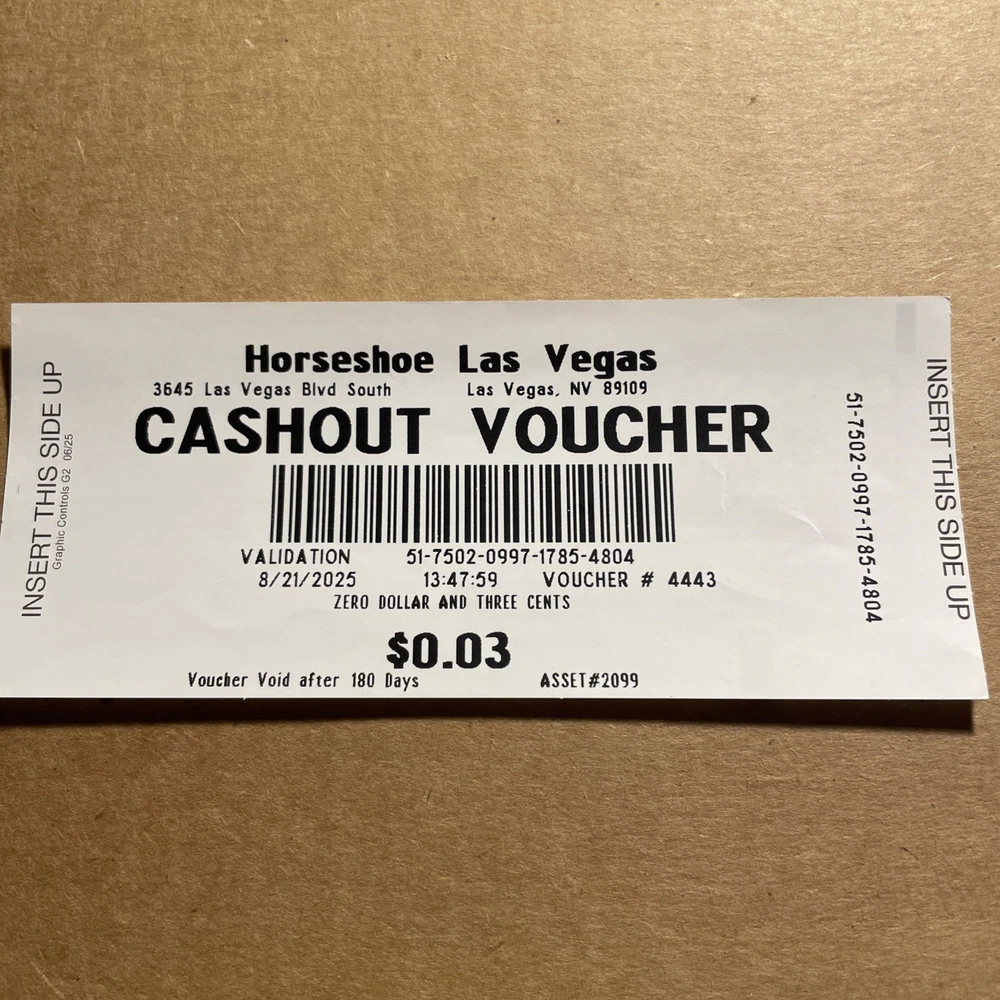 Horseshoe Las Vegas
3645 Las Vegas Blvd South Las Vegas, NV 89109
CASHOUT VOUCHER
VALIDATION 51-7502-0997-1785-4804
8/21/2025 13:47:59 VOUCHER # 4443
ZERO DOLLAR AND THREE CENTS
$0.03
Voucher Void after 180 Days ASSET#2099
INSERT THIS SIDE UP
Graphic Controls G2 06/25
51-7502-0997-1785-4804
INSERT THIS SIDE UP